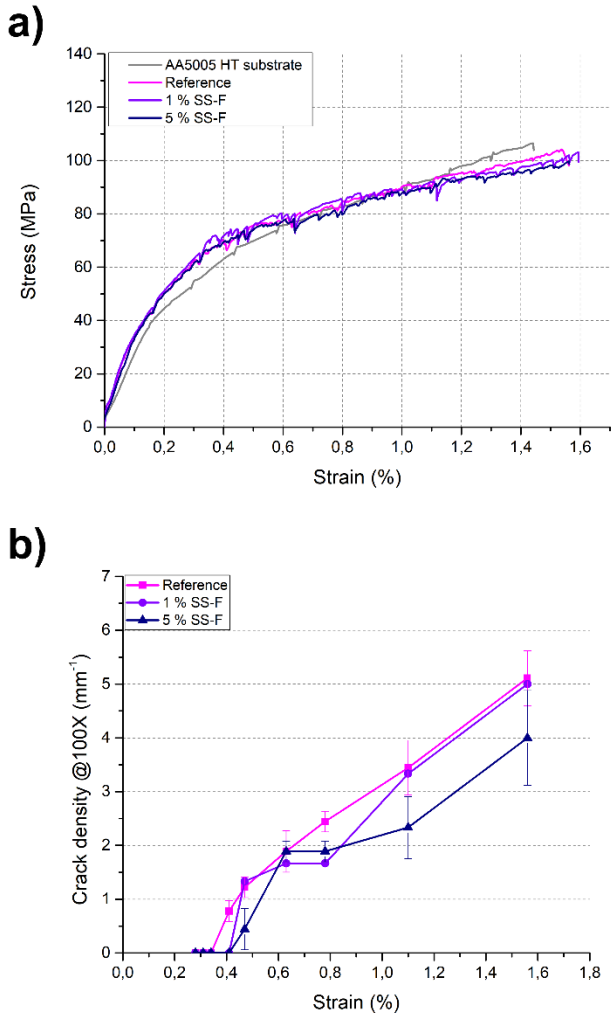 a)
AA5005 HT substrate
Reference
1 % SS-F
5 % SS-F
140
120
100
80
60
40
20
0
Stress (MPa)
0,0 0,2 0,4 0,6 0,8 1,0 1,2 1,4 1,6
Strain (%)
b)
Reference
1 % SS-F
5 % SS-F
7
6
5
4
3
2
1
0
Crack density @100X (mm⁻¹)
0,0 0,2 0,4 0,6 0,8 1,0 1,2 1,4 1,6 1,8
Strain (%)